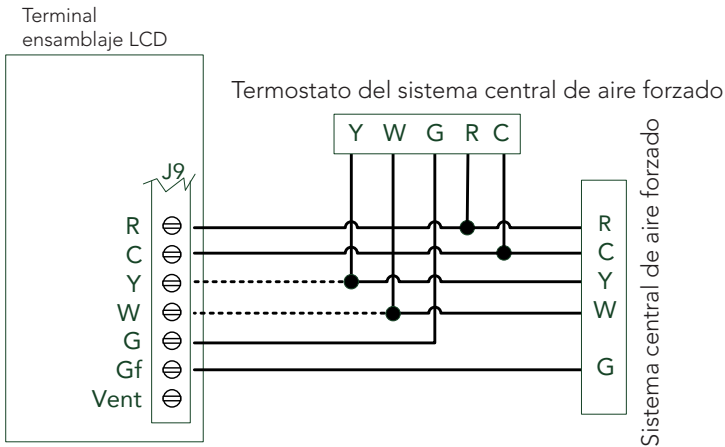 Terminal
ensamblaje LCD
Termostato del sistema central de aire forzado
Y W G R C
J9
R
C
Y
W
G
Gf
Vent
R
C
Y
W
G
Sistema central de aire forzado